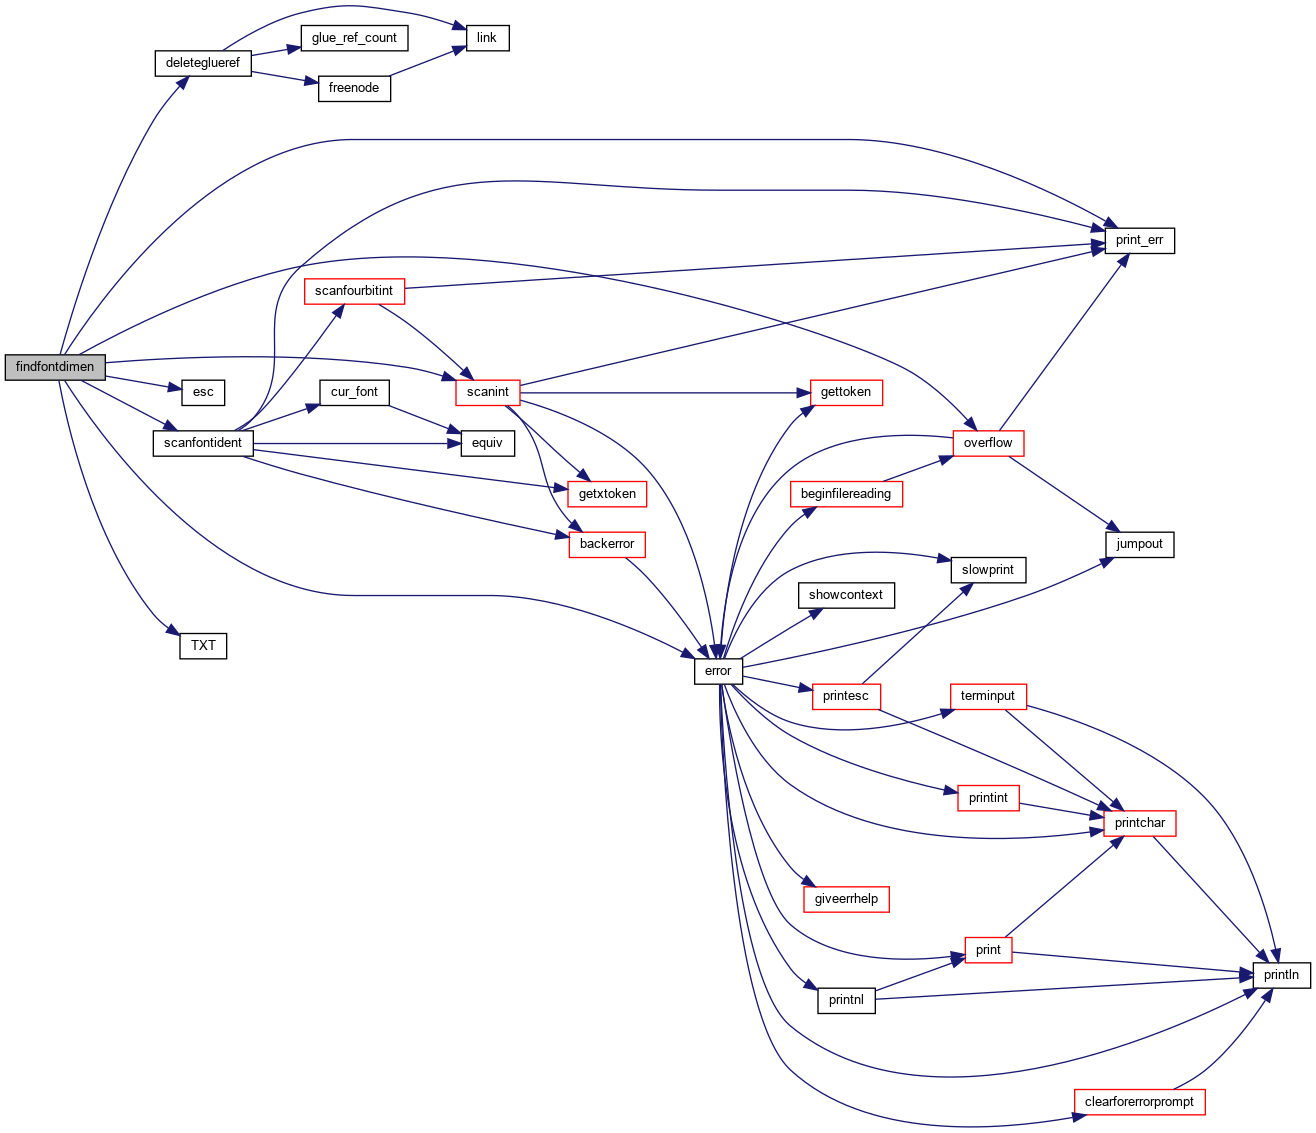 link
glue_ref_count
deleteglueref
freenode
print_err
scanfourbitint
findfontdimen
esc
cur_font
scanint
gettoken
scanfontident
equiv
overflow
getxtoken
beginfilereading
backerror
jumpout
slowprint
showcontext
TXT
error
printesc
terminput
printint
printchar
giveerrhelp
print
println
printnl
clearforerrorprompt